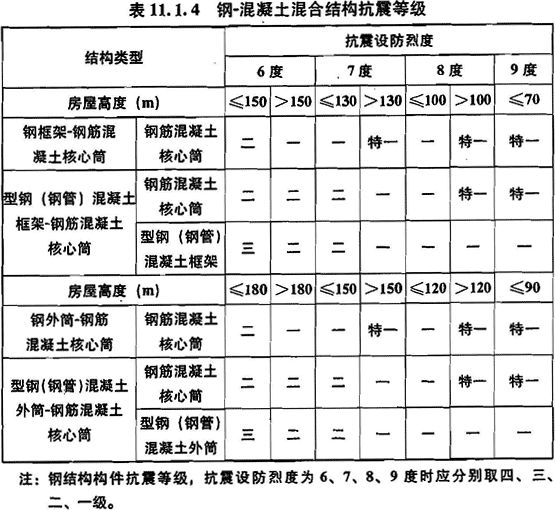 表 11.1.4 钢-混凝土混合结构抗震等级
结构类型 抗震设防烈度
6 度 7 度 8 度 9 度
房屋高度（m） ≤150 >150 ≤130 >130 ≤100 >100 ≤70
钢框架-钢筋混凝土核心筒 钢筋混凝土核心筒 二 一 一 特一 一 特一 特一
型钢（钢管）混凝土框架-钢筋混凝土核心筒 钢筋混凝土核心筒 二 二 二 一 一 特一 特一
型钢（钢管）混凝土框架 三 二 二 一 一 一 一
房屋高度（m） ≤180 >180 ≤150 >150 ≤120 >120 ≤90
钢外筒-钢筋混凝土核心筒 钢筋混凝土核心筒 二 一 一 特一 一 特一 特一
型钢（钢管）混凝土外筒-钢筋混凝土核心筒 钢筋混凝土核心筒 二 二 二 一 一 特一 特一
型钢（钢管）混凝土外筒 三 二 二 一 一 一 一
注：钢结构构件抗震等级，抗震设防烈度为 6、7、8、9 度时应分别取四、三、
二、一级。